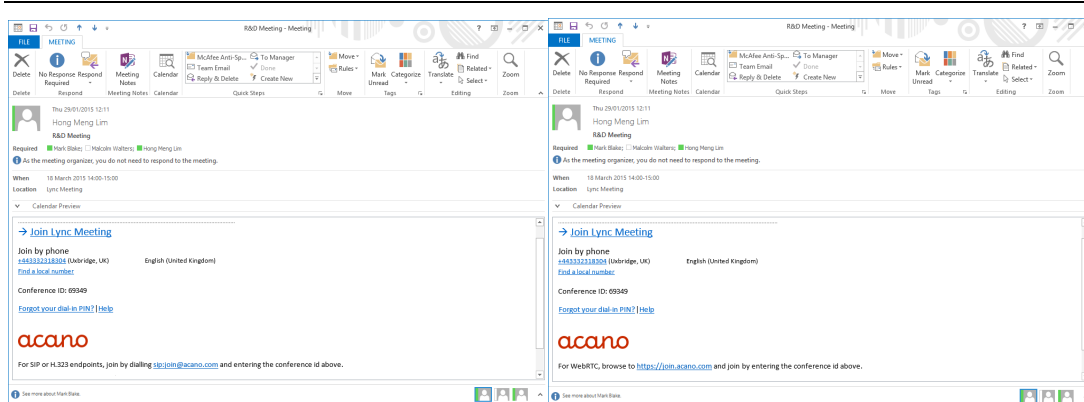 R&D Meeting - Meeting
FILE MEETING
Delete
No Response Required
Respond
Meeting Notes
Calendar
McAfee Anti-Sp...
Team Email
Reply & Delete
To Manager
Done
Create New
Move
Rules
Mark Unread
Categorize
Translate
Find
Related
Select
Zoom
Delete Respond Meeting Notes Calendar Quick Steps Move Tags Editing Zoom
Thu 29/01/2015 12:11
Hong Meng Lim
R&D Meeting
Required Mark Blake; Malcolm Walters; Hong Meng Lim
As the meeting organizer, you do not need to respond to the meeting.
When 18 March 2015 14:00-15:00
Location Lync Meeting
Calendar Preview
→ Join Lync Meeting
Join by phone
+443332318304 (Uxbridge, UK) English (United Kingdom)
Find a local number
Conference ID: 69349
Forgot your dial-in PIN? | Help
acano
For SIP or H.323 endpoints, join by dialling sip:join@acano.com and entering the conference id above.
See more about Mark Blake.
R&D Meeting - Meeting
FILE MEETING
Delete
No Response Required
Respond
Meeting Notes
Calendar
McAfee Anti-Sp...
Team Email
Reply & Delete
To Manager
Done
Create New
Move
Rules
Mark Unread
Categorize
Translate
Find
Related
Select
Zoom
Delete Respond Meeting Notes Calendar Quick Steps Move Tags Editing Zoom
Thu 29/01/2015 12:11
Hong Meng Lim
R&D Meeting
Required Mark Blake; Malcolm Walters; Hong Meng Lim
As the meeting organizer, you do not need to respond to the meeting.
When 18 March 2015 14:00-15:00
Location Lync Meeting
Calendar Preview
→ Join Lync Meeting
Join by phone
+443332318304 (Uxbridge, UK) English (United Kingdom)
Find a local number
Conference ID: 69349
Forgot your dial-in PIN? | Help
acano
For WebRTC, browse to https://join.acano.com and join by entering the conference id above.
See more about Mark Blake.